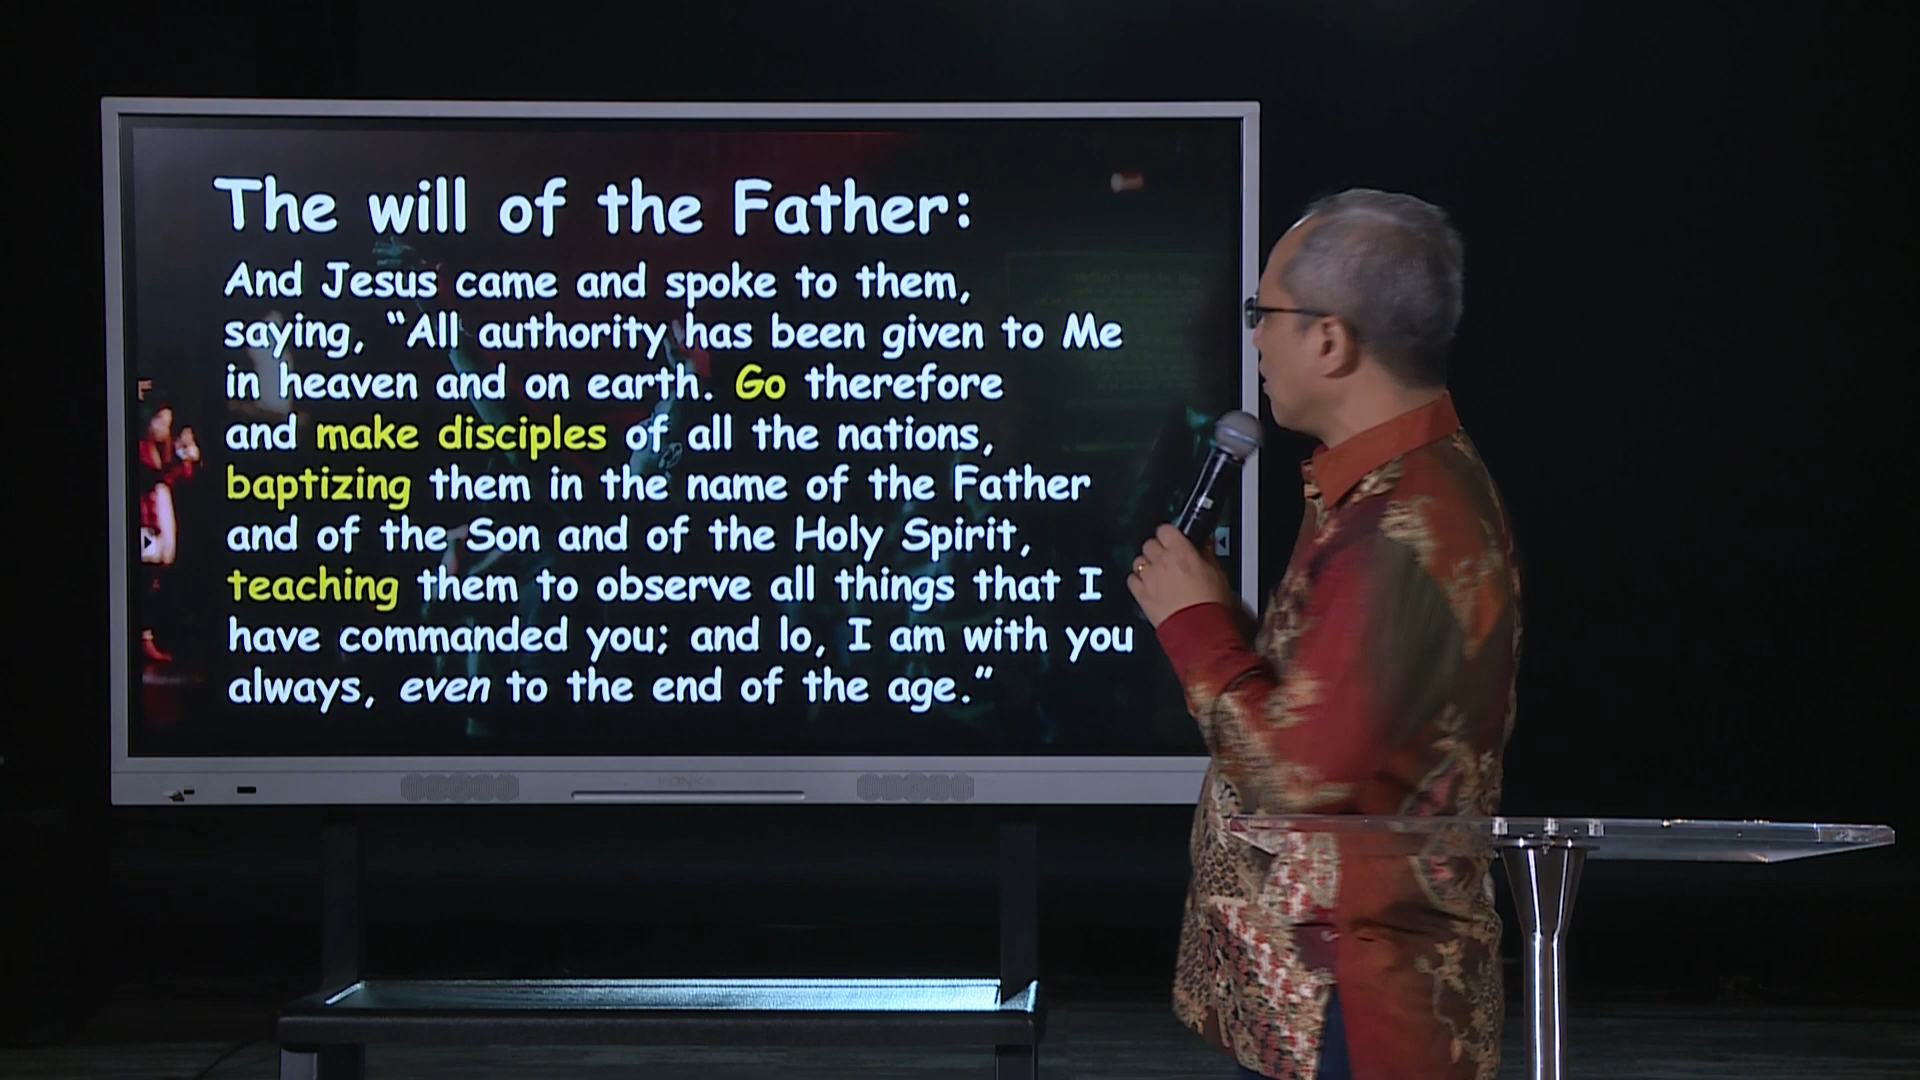 The will of the Father:
And Jesus came and spoke to them,
saying, “All authority has been given to Me
in heaven and on earth. Go therefore
and make disciples of all the nations,
baptizing them in the name of the Father
and of the Son and of the Holy Spirit,
teaching them to observe all things that I
have commanded you; and lo, I am with you
always, even to the end of the age.”